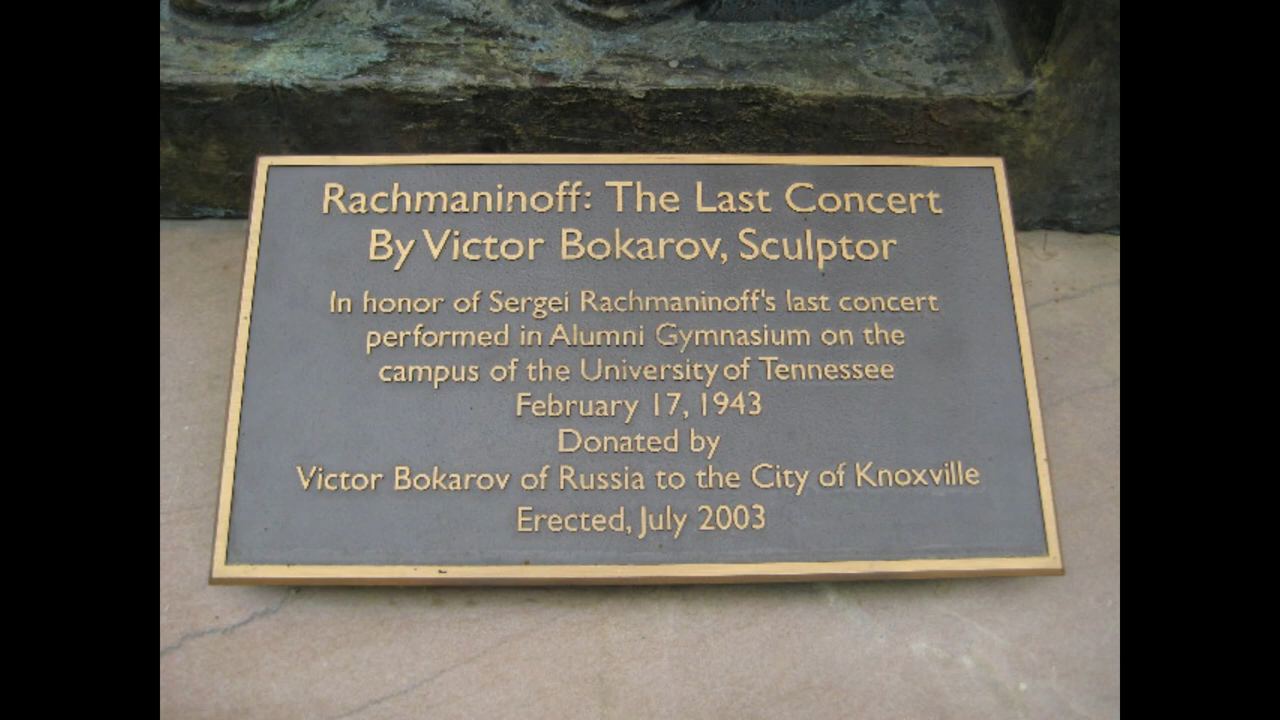 Rachmaninoff: The Last Concert
By Victor Bokarov, Sculptor
In honor of Sergei Rachmaninoff's last concert
performed in Alumni Gymnasium on the
campus of the University of Tennessee
February 17, 1943
Donated by
Victor Bokarov of Russia to the City of Knoxville
Erected, July 2003